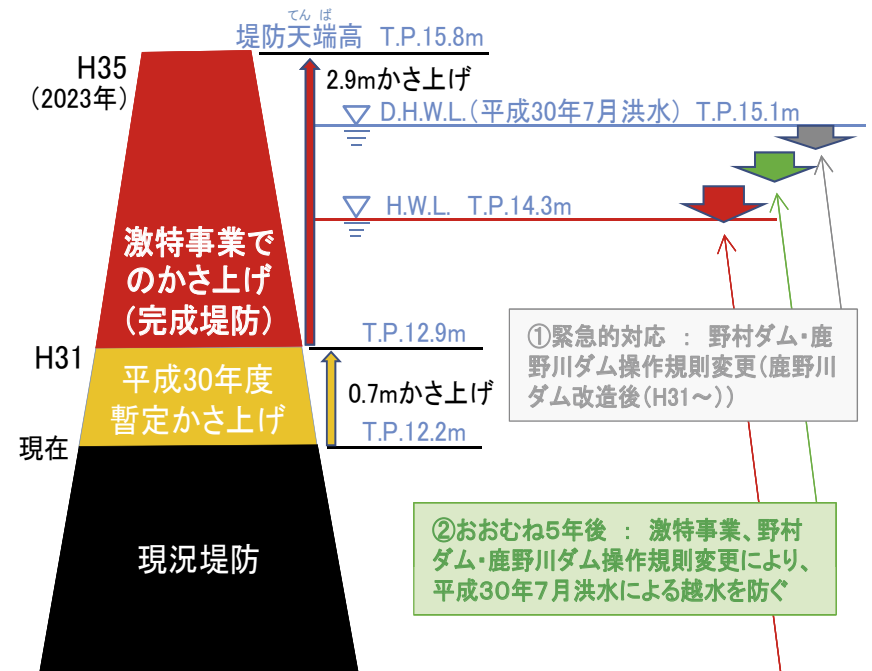 てん ば
堤防天端高 T.P.15.8m
H35
（2023年）
2.9mかさ上げ
D.H.W.L.（平成30年7月洪水） T.P.15.1m
H.W.L. T.P.14.3m
激特事業で
のかさ上げ
（完成堤防）
T.P.12.9m
H31
平成30年度
暫定かさ上げ
0.7mかさ上げ
T.P.12.2m
現在
現況堤防
①緊急的対応 ： 野村ダム・鹿
野川ダム操作規則変更（鹿野川
ダム改造後（H31～））
②おおむね５年後 ： 激特事業、野村
ダム・鹿野川ダム操作規則変更により、
平成３０年７月洪水による越水を防ぐ